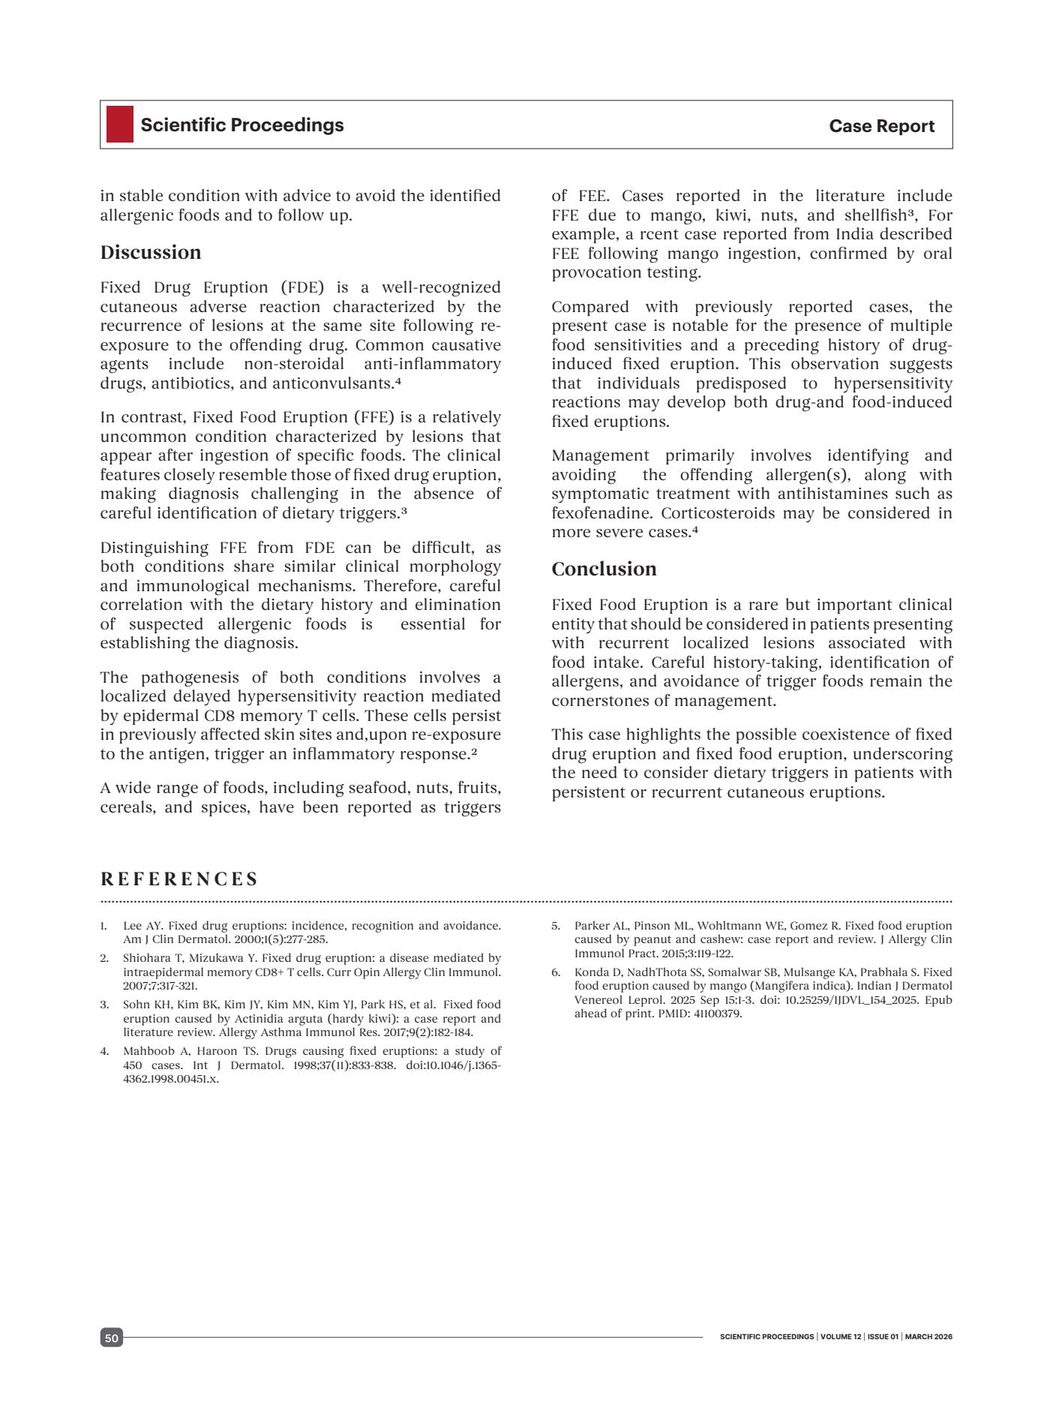 Scientific Proceedings
Case Report
in stable condition with advice to avoid the identified
allergenic foods and to follow up.
Discussion
Fixed Drug Eruption (FDE) is a well-recognized
cutaneous adverse reaction characterized by the
recurrence of lesions at the same site following re-
exposure to the offending drug. Common causative
agents include non-steroidal anti-inflammatory
drugs, antibiotics, and anticonvulsants.⁴
In contrast, Fixed Food Eruption (FFE) is a relatively
uncommon condition characterized by lesions that
appear after ingestion of specific foods. The clinical
features closely resemble those of fixed drug eruption,
making diagnosis challenging in the absence of
careful identification of dietary triggers.³
Distinguishing FFE from FDE can be difficult, as
both conditions share similar clinical morphology
and immunological mechanisms. Therefore, careful
correlation with the dietary history and elimination
of suspected allergenic foods is essential for
establishing the diagnosis.
The pathogenesis of both conditions involves a
localized delayed hypersensitivity reaction mediated
by epidermal CD8 memory T cells. These cells persist
in previously affected skin sites and,upon re-exposure
to the antigen, trigger an inflammatory response.²
A wide range of foods, including seafood, nuts, fruits,
cereals, and spices, have been reported as triggers
of FEE. Cases reported in the literature include
FFE due to mango, kiwi, nuts, and shellfish³, For
example, a rcent case reported from India described
FEE following mango ingestion, confirmed by oral
provocation testing.
Compared with previously reported cases, the
present case is notable for the presence of multiple
food sensitivities and a preceding history of drug-
induced fixed eruption. This observation suggests
that individuals predisposed to hypersensitivity
reactions may develop both drug-and food-induced
fixed eruptions.
Management primarily involves identifying and
avoiding the offending allergen(s), along with
symptomatic treatment with antihistamines such as
fexofenadine. Corticosteroids may be considered in
more severe cases.⁴
Conclusion
Fixed Food Eruption is a rare but important clinical
entity that should be considered in patients presenting
with recurrent localized lesions associated with
food intake. Careful history-taking, identification of
allergens, and avoidance of trigger foods remain the
cornerstones of management.
This case highlights the possible coexistence of fixed
drug eruption and fixed food eruption, underscoring
the need to consider dietary triggers in patients with
persistent or recurrent cutaneous eruptions.
REFERENCES
1. Lee AY. Fixed drug eruptions: incidence, recognition and avoidance.
Am J Clin Dermatol. 2000;1(5):277-285.
2. Shiohara T, Mizukawa Y. Fixed drug eruption: a disease mediated by
intraepidermal memory CD8+ T cells. Curr Opin Allergy Clin Immunol.
2007;7:317-321.
3. Sohn KH, Kim BK, Kim JY, Kim MN, Kim YJ, Park HS, et al. Fixed food
eruption caused by Actinidia arguta (hardy kiwi): a case report and
literature review. Allergy Asthma Immunol Res. 2017;9(2):182-184.
4. Mahboob A, Haroon TS. Drugs causing fixed eruptions: a study of
450 cases. Int J Dermatol. 1998;37(11):833-838. doi:10.1046/j.1365-
4362.1998.00451.x.
5. Parker AL, Pinson ML, Wohltmann WE, Gomez R. Fixed food eruption
caused by peanut and cashew: case report and review. J Allergy Clin
Immunol Pract. 2015;3:119-122.
6. Konda D, NadhThota SS, Somalwar SB, Mulsange KA, Prabhala S. Fixed
food eruption caused by mango (Mangifera indica). Indian J Dermatol
Venereol Leprol. 2025 Sep 15:1-3. doi: 10.25259/IJDVL_154_2025. Epub
ahead of print. PMID: 41100379.
50
SCIENTIFIC PROCEEDINGS | VOLUME 12 | ISSUE 01 | MARCH 2026